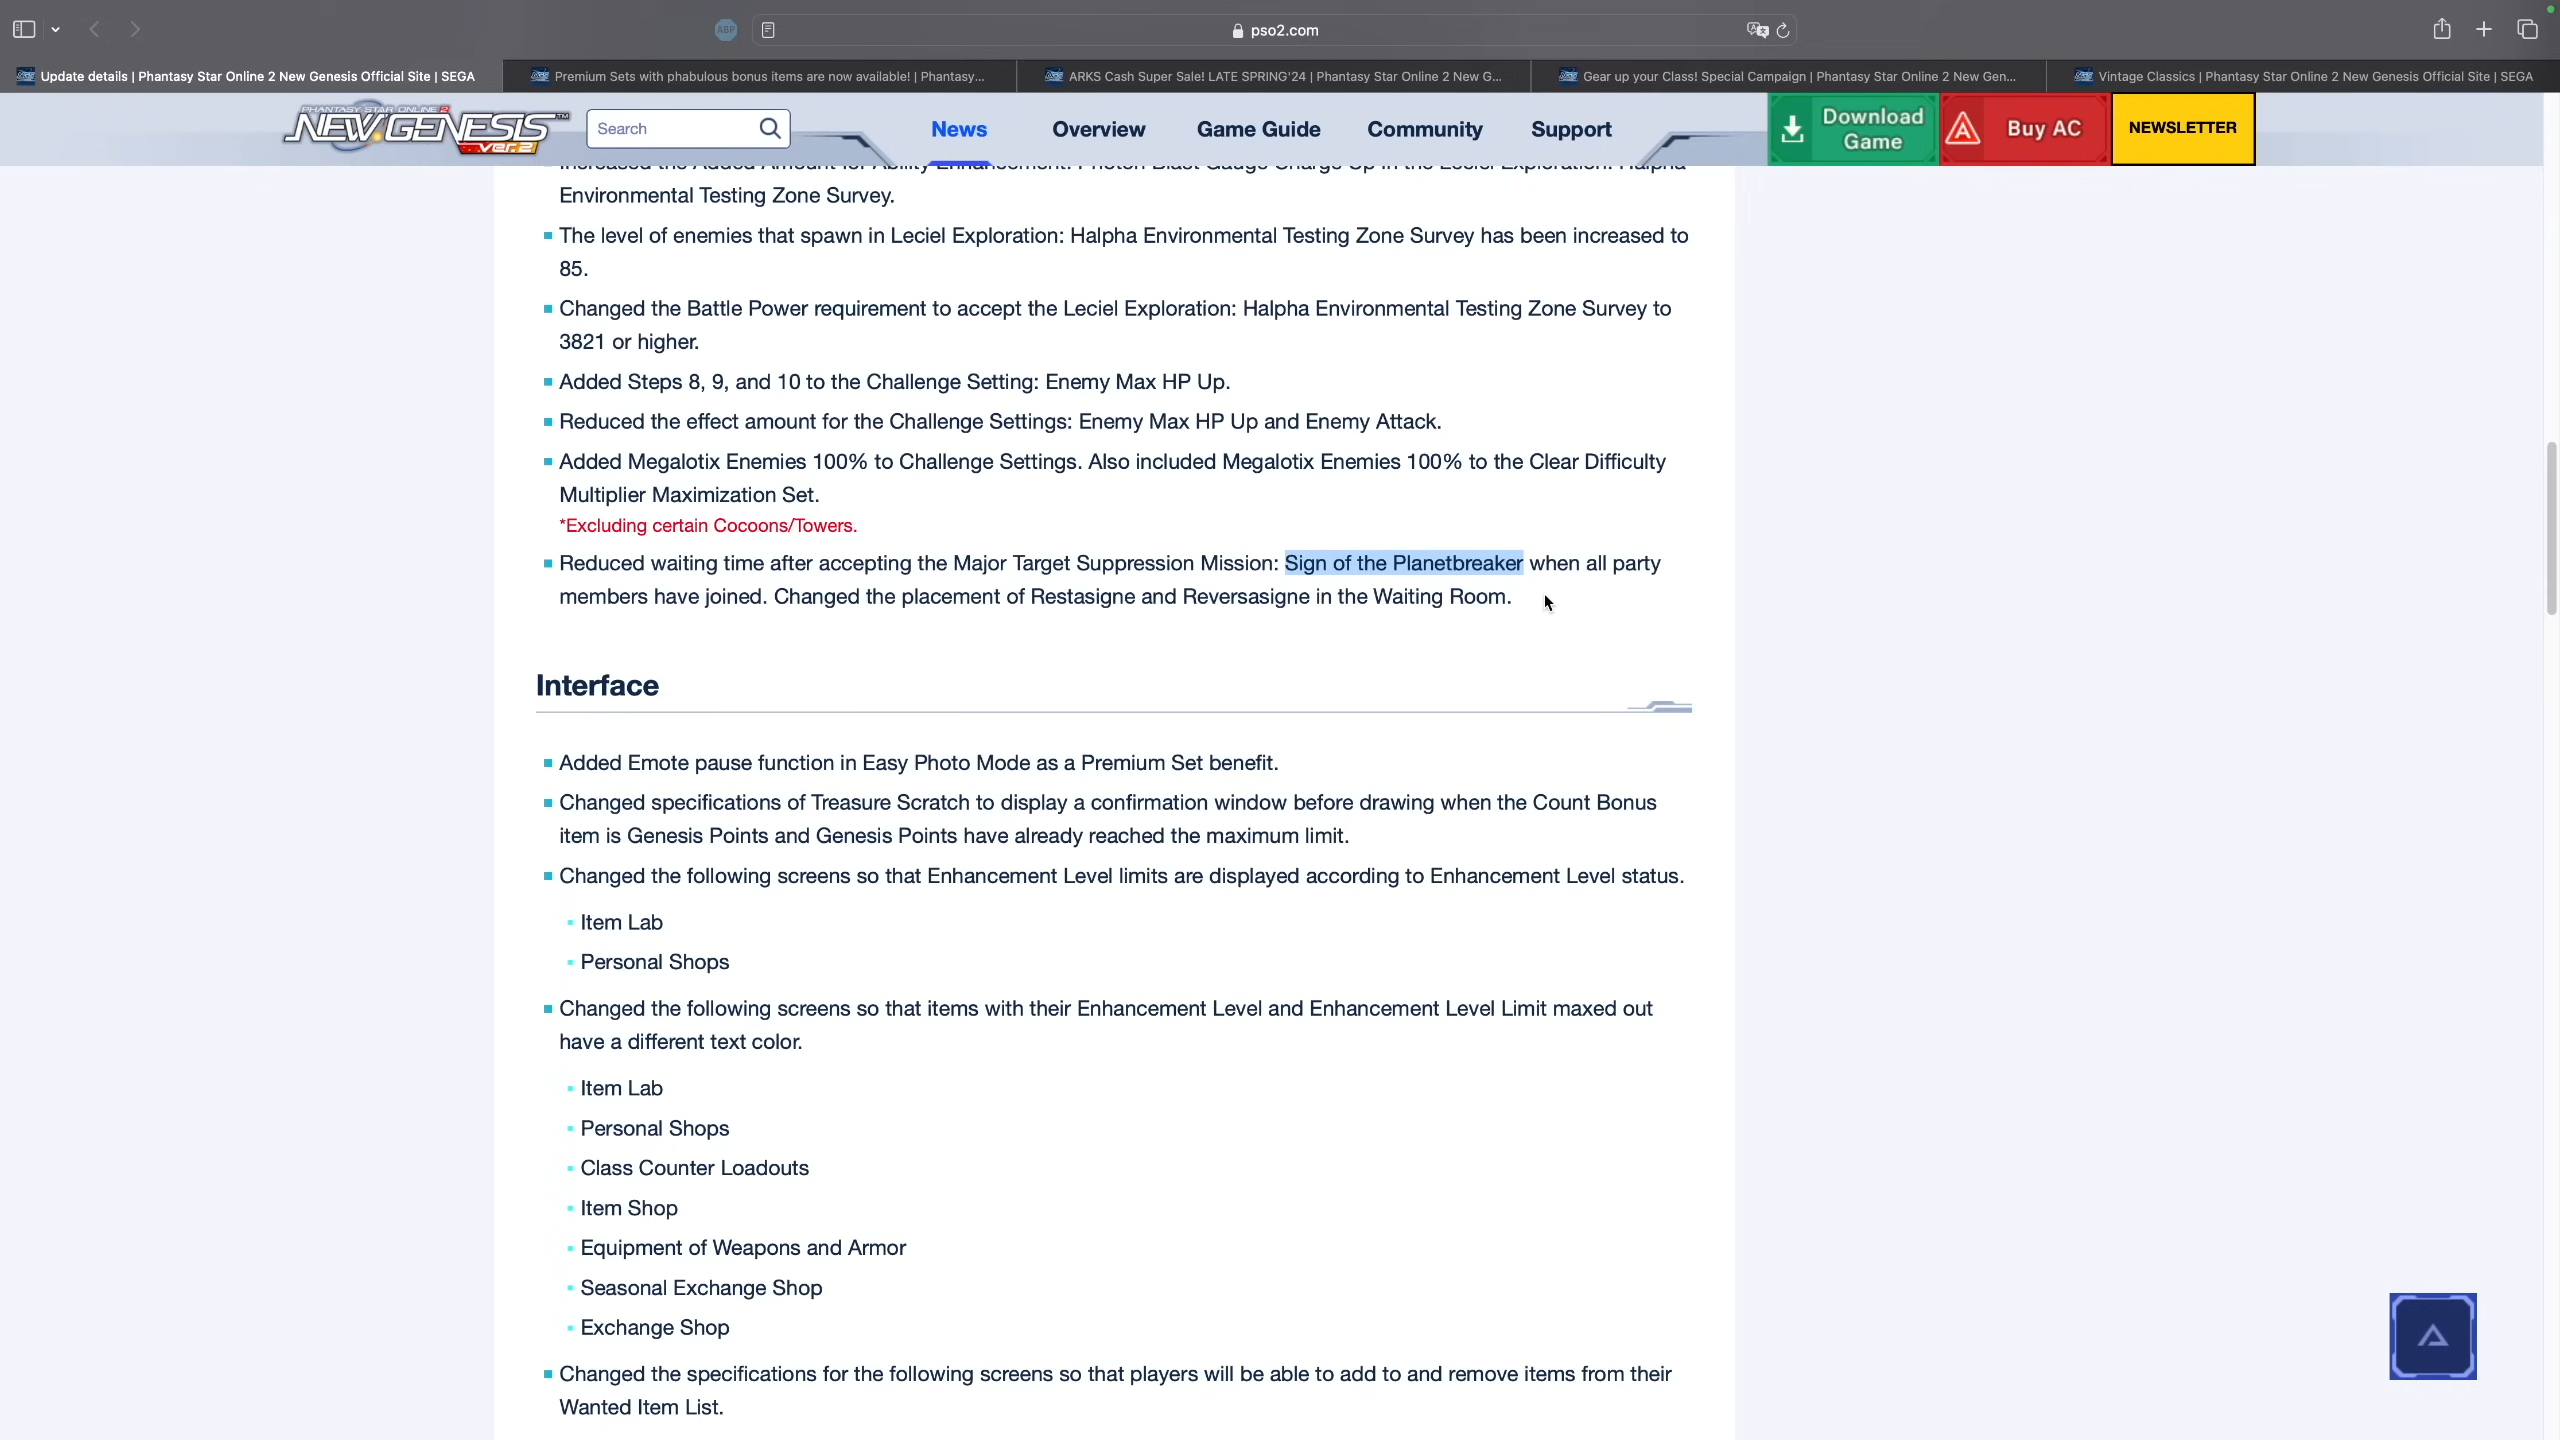 pso2.com
Update details | Phantasy Star Online 2 New Genesis Official Site | SEGA
Premium Sets with phabulous bonus items are now available! | Phantasy...
ARKS Cash Super Sale! LATE SPRING'24 | Phantasy Star Online 2 New G...
Gear up your Class! Special Campaign | Phantasy Star Online 2 New Gen...
Vintage Classics | Phantasy Star Online 2 New Genesis Official Site | SEGA
PHANTASY STAR ONLINE 2
NEW GENESIS
ver.2
Search
News
Overview
Game Guide
Community
Support
Download
Game
Buy AC
NEWSLETTER
Increased the Added Amount for Ability Enhancement: Photon Blast Gauge Charge Up in the Leciel Exploration: Halpha
Environmental Testing Zone Survey.
The level of enemies that spawn in Leciel Exploration: Halpha Environmental Testing Zone Survey has been increased to
85.
Changed the Battle Power requirement to accept the Leciel Exploration: Halpha Environmental Testing Zone Survey to
3821 or higher.
Added Steps 8, 9, and 10 to the Challenge Setting: Enemy Max HP Up.
Reduced the effect amount for the Challenge Settings: Enemy Max HP Up and Enemy Attack.
Added Megalotix Enemies 100% to Challenge Settings. Also included Megalotix Enemies 100% to the Clear Difficulty
Multiplier Maximization Set.
*Excluding certain Cocoons/Towers.
Reduced waiting time after accepting the Major Target Suppression Mission: Sign of the Planetbreaker when all party
members have joined. Changed the placement of Restasigne and Reversasigne in the Waiting Room.
Interface
Added Emote pause function in Easy Photo Mode as a Premium Set benefit.
Changed specifications of Treasure Scratch to display a confirmation window before drawing when the Count Bonus
item is Genesis Points and Genesis Points have already reached the maximum limit.
Changed the following screens so that Enhancement Level limits are displayed according to Enhancement Level status.
Item Lab
Personal Shops
Changed the following screens so that items with their Enhancement Level and Enhancement Level Limit maxed out
have a different text color.
Item Lab
Personal Shops
Class Counter Loadouts
Item Shop
Equipment of Weapons and Armor
Seasonal Exchange Shop
Exchange Shop
Changed the specifications for the following screens so that players will be able to add to and remove items from their
Wanted Item List.